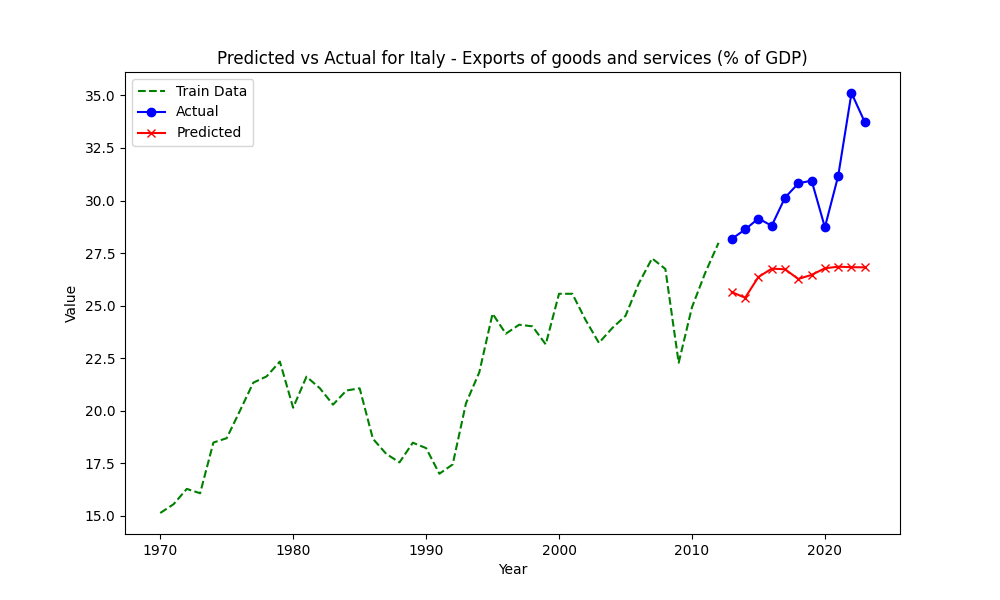 Predicted vs Actual for Italy - Exports of goods and services (% of GDP)
Train Data
Actual
Predicted
35.0
32.5
30.0
27.5
25.0
22.5
20.0
17.5
15.0
Value
1970
1980
1990
2000
2010
2020
Year